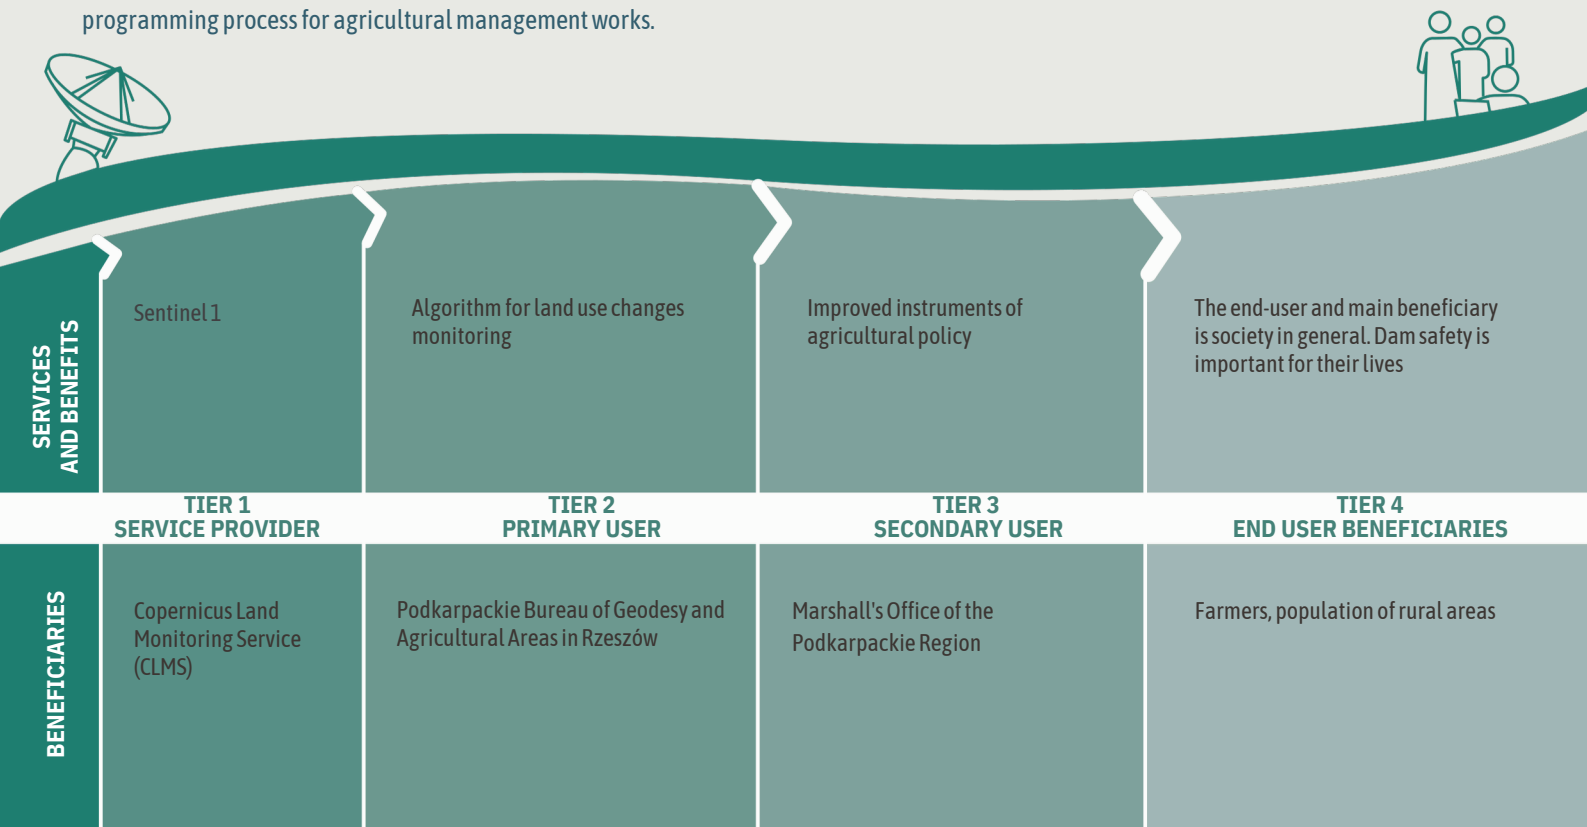 programming process for agricultural management works.
SERVICES
AND BENEFITS
Sentinel 1
Algorithm for land use changes
monitoring
Improved instruments of
agricultural policy
The end-user and main beneficiary
is society in general. Dam safety is
important for their lives
TIER 1
SERVICE PROVIDER
TIER 2
PRIMARY USER
TIER 3
SECONDARY USER
TIER 4
END USER BENEFICIARIES
BENEFICIARIES
Copernicus Land
Monitoring Service
(CLMS)
Podkarpackie Bureau of Geodesy and
Agricultural Areas in Rzeszów
Marshall's Office of the
Podkarpackie Region
Farmers, population of rural areas